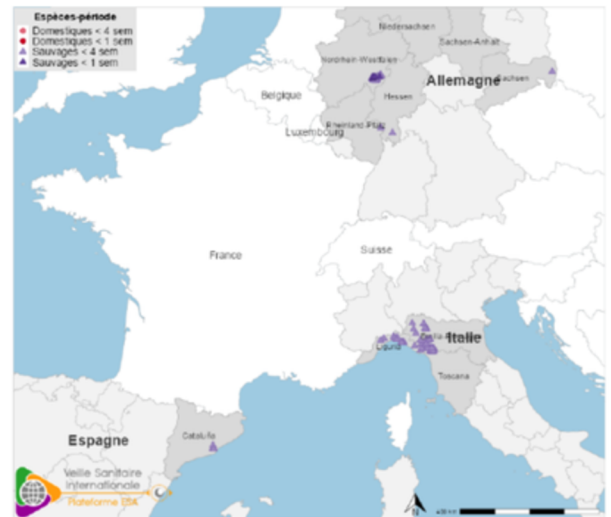 Espèces-période
Domestiques < 4 sem
Domestiques < 1 sem
Sauvages < 4 sem
Sauvages < 1 sem
Niedersachsen
Sachsen-Anhalt
Nordrhein-Westfalen
Allemagne
Sachsen
Belgique
Hessen
Rheinland-Pfalz
Luxembourg
France
Suisse
Italie
Liguria
Toscana
Cataluña
Espagne
Veille Sanitaire
Internationale
Plateforme ESA
N